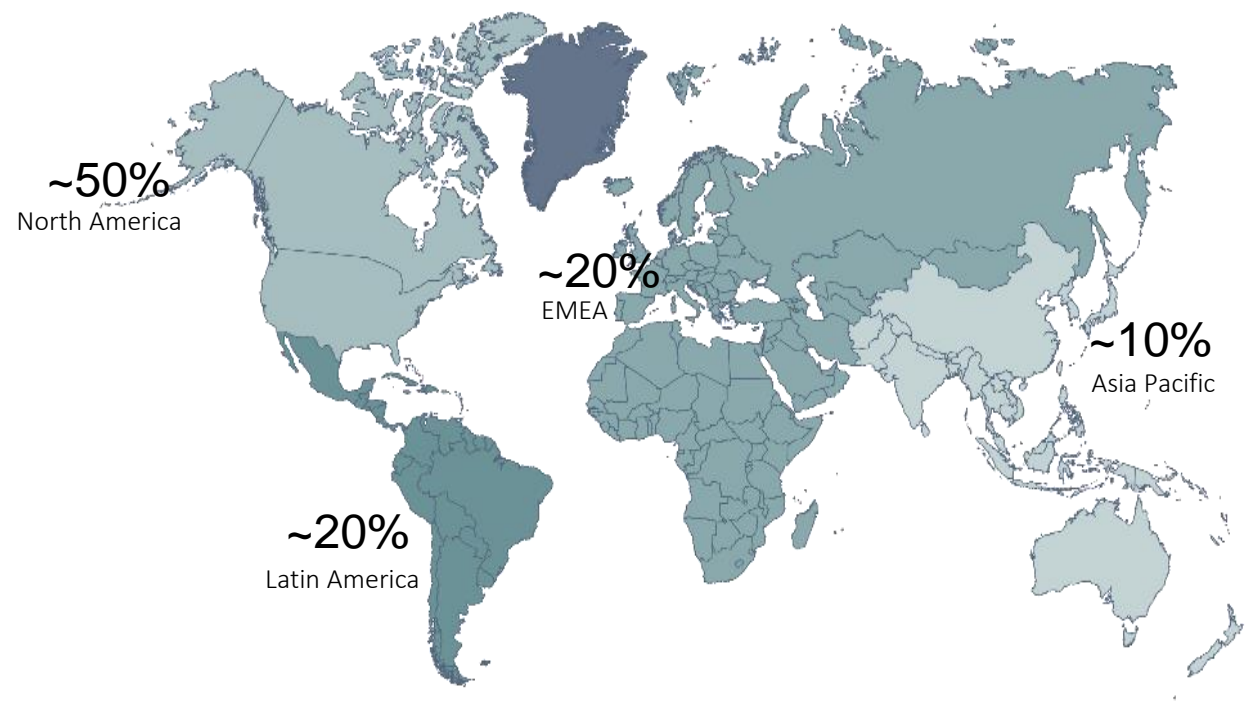 ~50%
North America
~20%
EMEA
~10%
Asia Pacific
~20%
Latin America